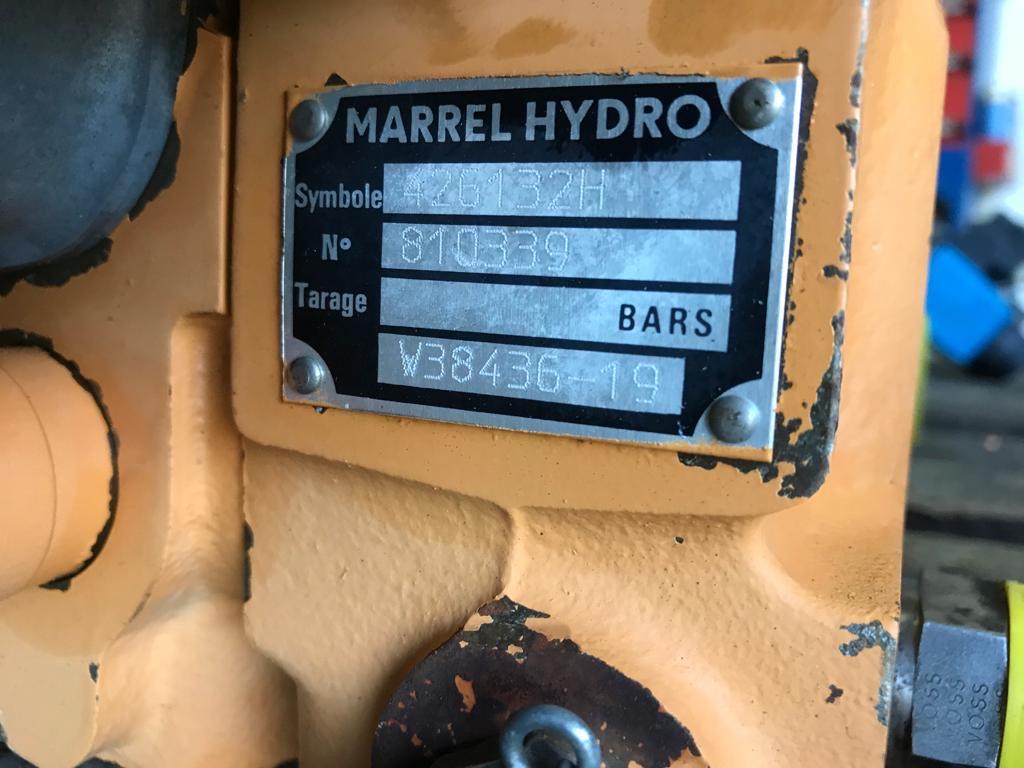 MARREL HYDRO
Symbole 426132H
N° 810339
Tarage BARS
W38436-19
VOSS
VOSS
VOSS